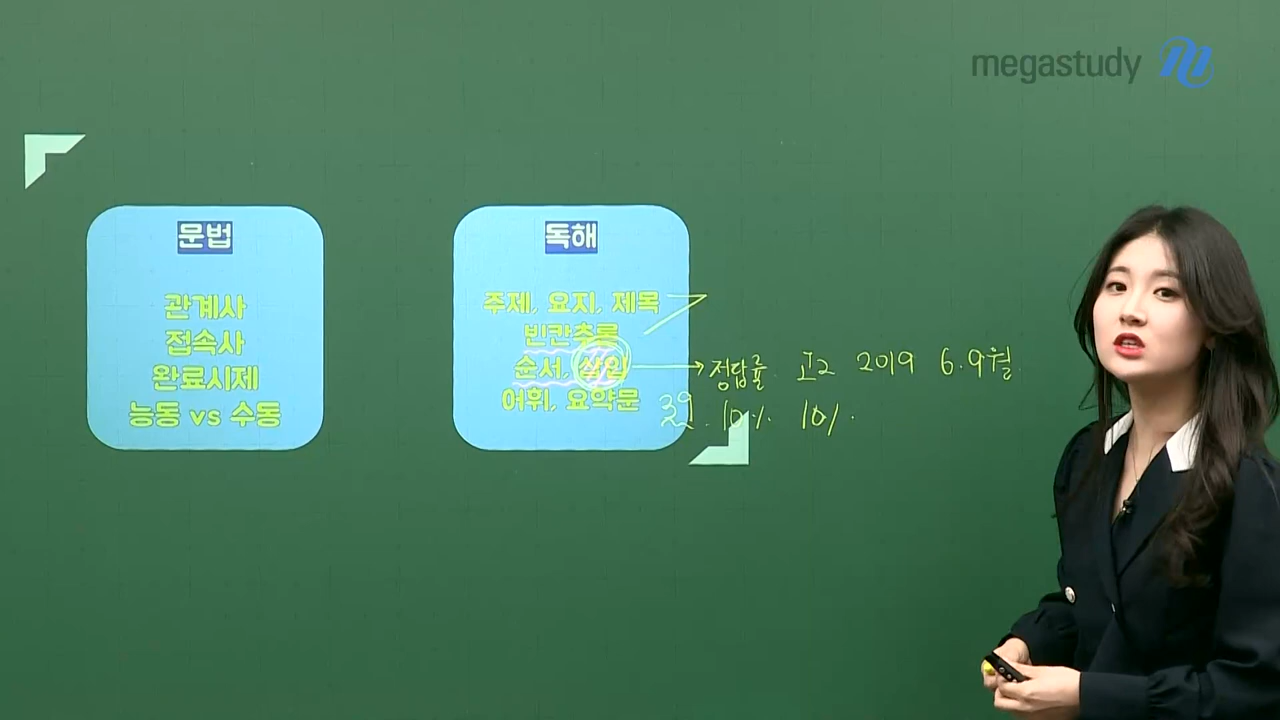 megastudy
문법
관계사
접속사
완료시제
능동 vs 수동
독해
주제, 요지, 제목
빈칸추론
순서, 삽입
어휘, 요약문
정답률 고2 2019 6.9월
39. 10%. 10%.